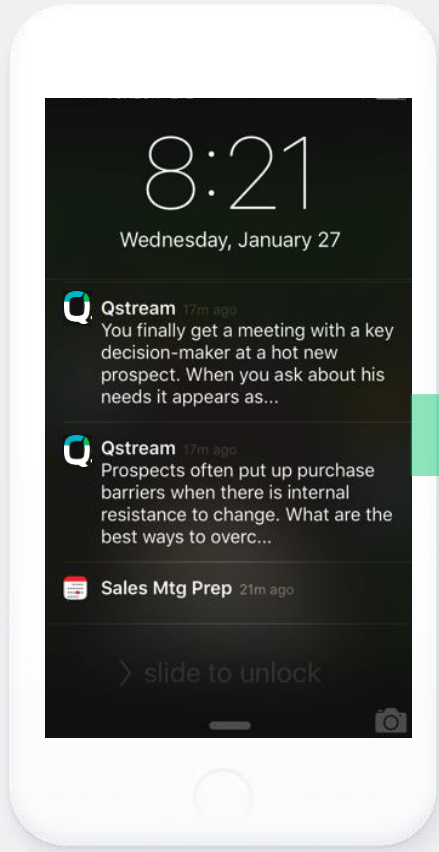 8:21
Wednesday, January 27
Qstream 17m ago
You finally get a meeting with a key
decision-maker at a hot new
prospect. When you ask about his
needs it appears as...
Qstream 17m ago
Prospects often put up purchase
barriers when there is internal
resistance to change. What are the
best ways to overc...
Sales Mtg Prep 21m ago
> slide to unlock